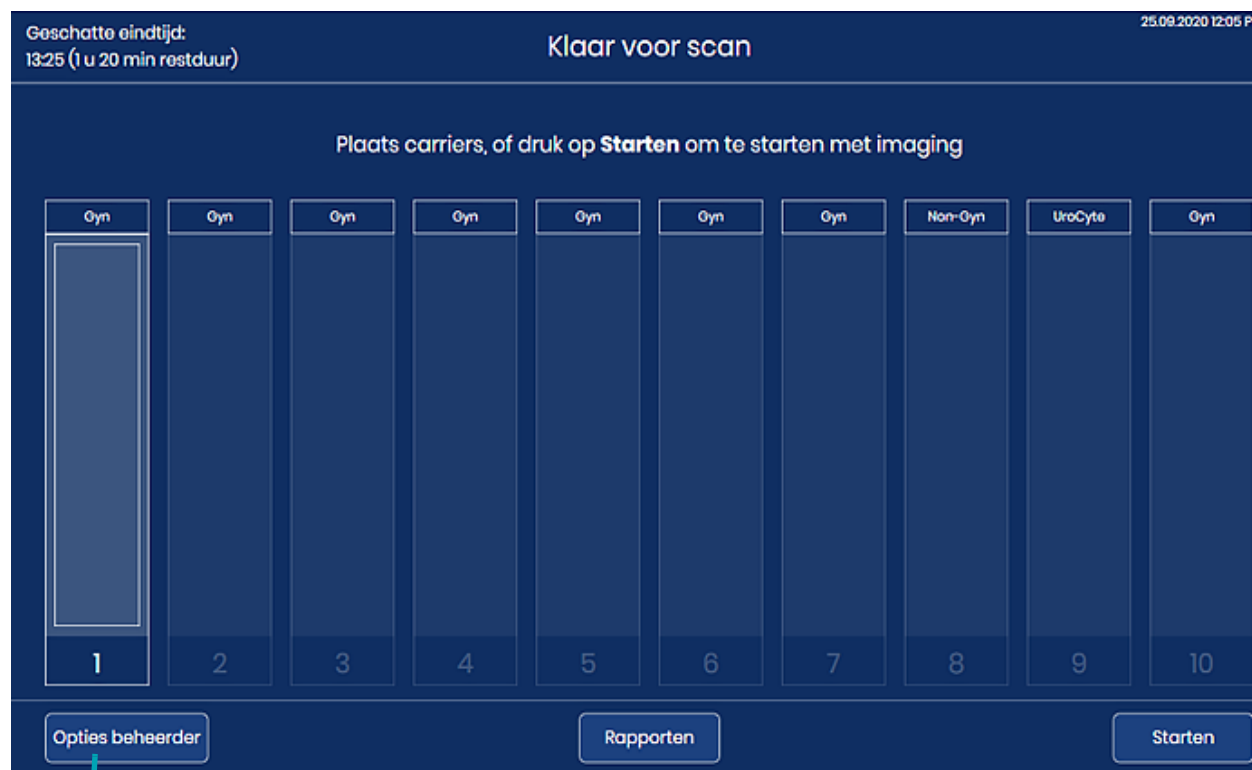 Geschatte eindtijd:
13:25 (1 u 20 min restduur)
Klaar voor scan
25.09.2020 12:05 P
Plaats carriers, of druk op Starten om te starten met imaging
Gyn Gyn Gyn Gyn Gyn Gyn Gyn Non-Gyn UroCyte Gyn
1 2 3 4 5 6 7 8 9 10
Opties beheerder Rapporten Starten